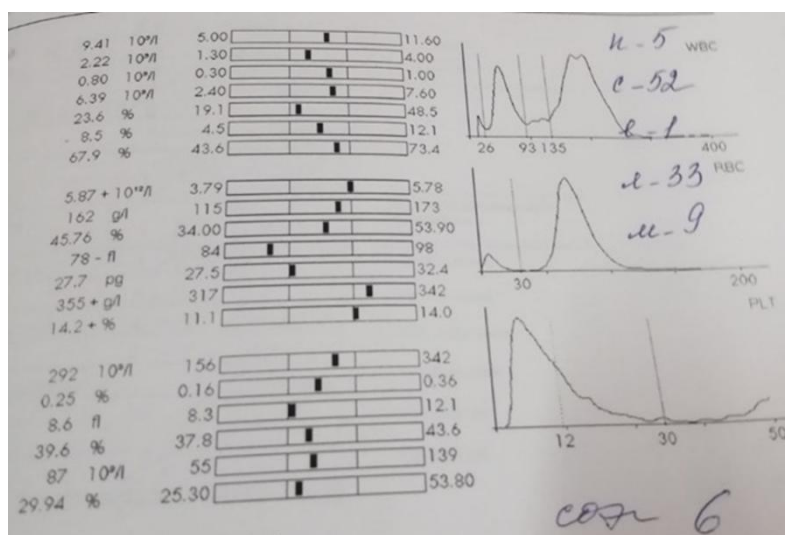 9.41 10⁹/l 5.00 11.60
2.22 10⁹/l 1.30 4.00
0.80 10⁹/l 0.30 1.00
6.39 10⁹/l 2.40 7.60
23.6 % 19.1 48.5
8.5 % 4.5 12.1
67.9 % 43.6 73.4
5.87 + 10¹²/l 3.79 5.78
162 g/l 115 173
45.76 % 34.00 53.90
78 - fl 84 98
27.7 pg 27.5 32.4
355 + g/l 317 342
14.2 + % 11.1 14.0
292 10⁹/l 156 342
0.25 % 0.16 0.36
8.6 fl 8.3 12.1
39.6 % 37.8 43.6
87 10⁹/l 55 139
29.94 % 25.30 53.80
п-5 WBC
с-52
в-1
26 93 135 400
л-33 RBC
м-9
30 200
PLT
12 30 50
соэ 6